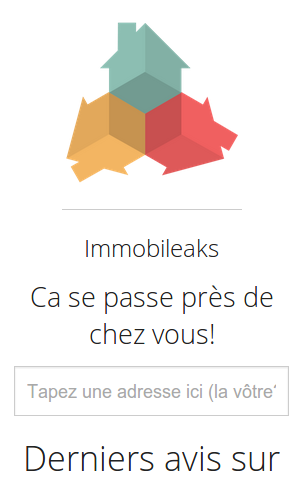 Immobileaks
Ca se passe près de
chez vous!
Tapez une adresse ici (la vôtre?
Derniers avis sur